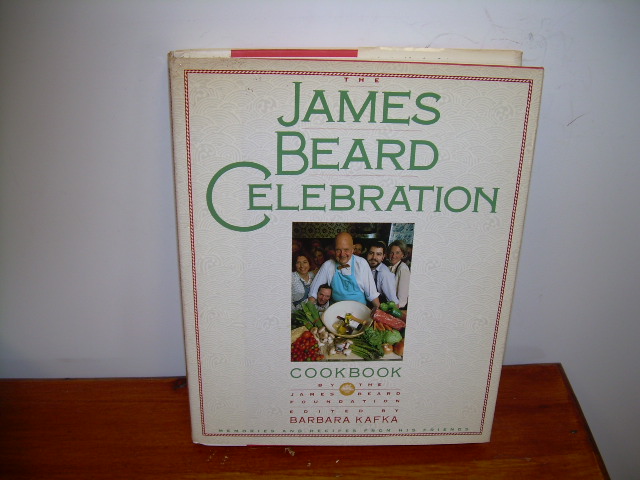 THE
JAMES
BEARD
CELEBRATION
COOKBOOK
BY THE
JAMES BEARD
FOUNDATION
EDITED BY
BARBARA KAFKA
MEMORIES AND RECIPES FROM HIS FRIENDS